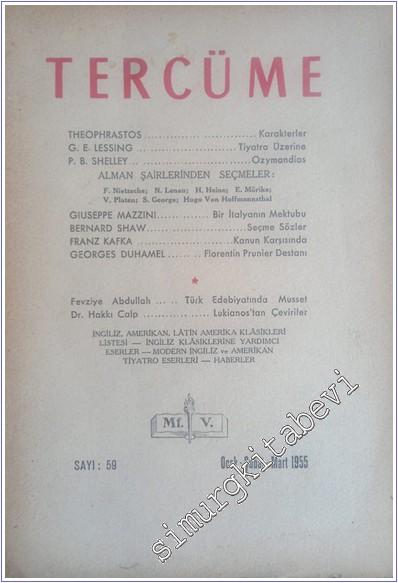 TERCÜME
THEOPHRASTOS .................. Karakterler
G. E. LESSING .................. Tiyatro Üzerine
P. B. SHELLEY .................. Ozymandias
ALMAN ŞAİRLERİNDEN SEÇMELER:
F. Nietzsche; N. Lenau; H. Heine; E. Mörike;
V. Platen; S. George; Hugo Von Hoffmannsthal
GIUSEPPE MAZZINI ............ Bir İtalyanın Mektubu
BERNARD SHAW .................. Seçme Sözler
FRANZ KAFKA .................. Kanun Karşısında
GEORGES DUHAMEL ........ Florentin Prunier Destanı
Fevziye Abdullah ..... Türk Edebiyatında Musset
Dr. Hakkı Calp ............ Lukianos'tan Çeviriler
İNGİLİZ, AMERİKAN, LÂTİN AMERİKA KLÂSİKLERİ
LİSTESİ — İNGİLİZ KLÂSİKLERİNE YARDIMCI
ESERLER — MODERN İNGİLİZ ve AMERİKAN
TİYATRO ESERLERİ — HABERLER
Mf. V.
SAYI : 59
Ocak - Şubat - Mart 1955
simurgkitabevi